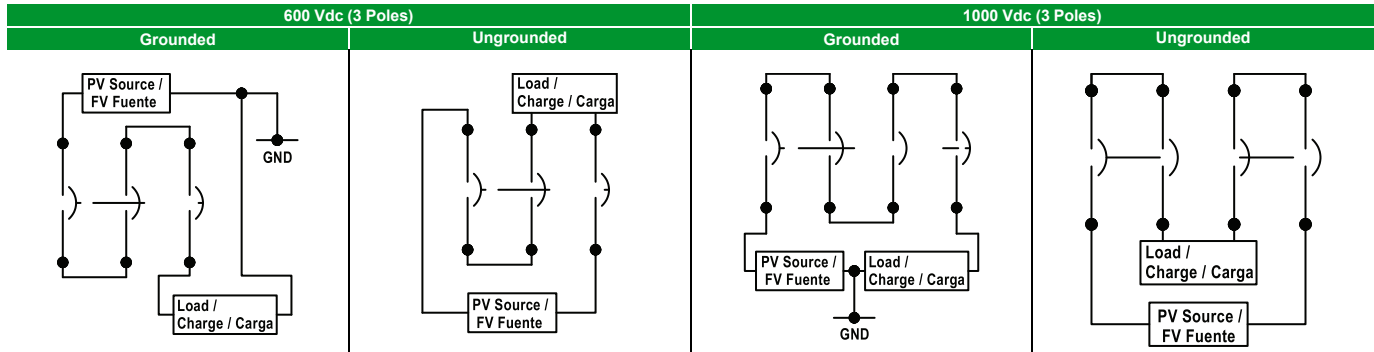 600 Vdc (3 Poles)
1000 Vdc (3 Poles)
Grounded
Ungrounded
Grounded
Ungrounded
PV Source /
FV Fuente
GND
Load /
Charge / Carga
Load /
Charge / Carga
PV Source /
FV Fuente
PV Source /
FV Fuente
Load /
Charge / Carga
GND
Load /
Charge / Carga
PV Source /
FV Fuente